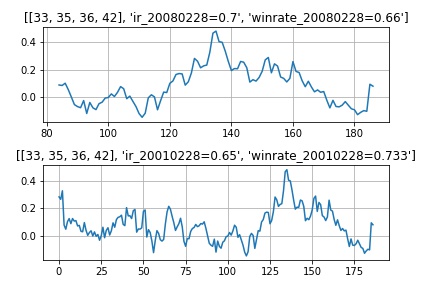 [[33, 35, 36, 42], 'ir_20080228=0.7', 'winrate_20080228=0.66']
0.4
0.2
0.0
80 100 120 140 160 180
[[33, 35, 36, 42], 'ir_20010228=0.65', 'winrate_20010228=0.733']
0.4
0.2
0.0
0 25 50 75 100 125 150 175